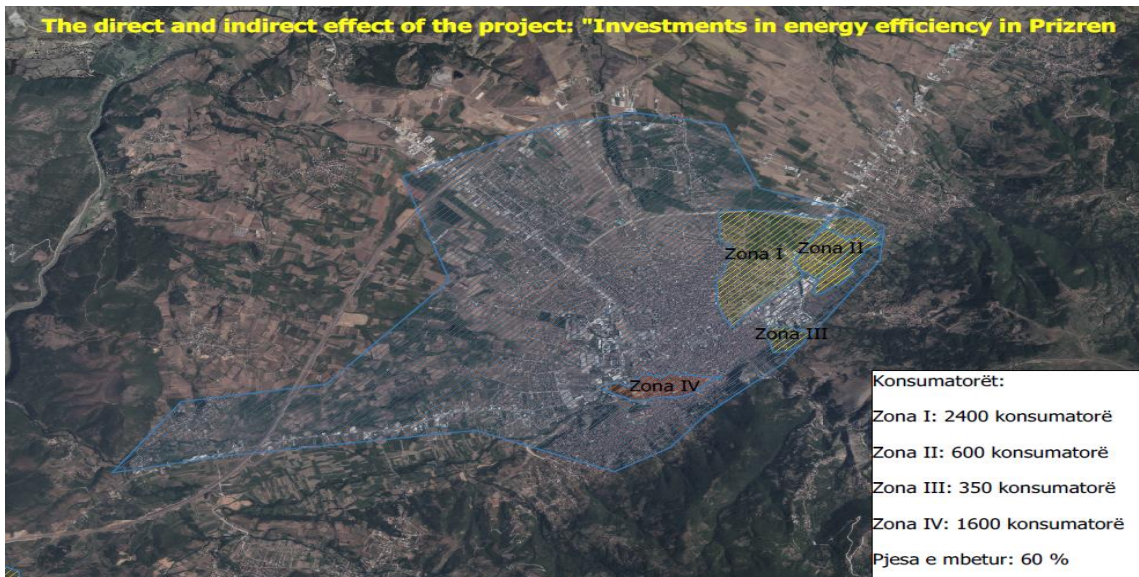 The direct and indirect effect of the project: "Investments in energy efficiency in Prizren
Zona I
Zona II
Zona III
Zona IV
Konsumatorët:
Zona I: 2400 konsumatorë
Zona II: 600 konsumatorë
Zona III: 350 konsumatorë
Zona IV: 1600 konsumatorë
Pjesa e mbetur: 60 %